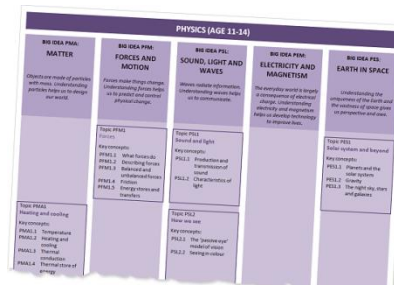 PHYSICS (AGE 11-14)
BIG IDEA PMA:
MATTER
Objects are made of particles
with mass. Understanding
particles helps us to design
our world.
BIG IDEA PFM:
FORCES AND
MOTION
Forces make things change.
Understanding forces helps
us to predict and control
physical change.
BIG IDEA PSL:
SOUND, LIGHT AND
WAVES
Waves radiate information.
Understanding waves helps
us to communicate.
BIG IDEA PEM:
ELECTRICITY AND
MAGNETISM
The everyday world is largely
a consequence of electrical
charge. Understanding
electricity and magnetism
helps us develop technology
to improve lives.
BIG IDEA PES:
EARTH IN SPACE
Understanding the
uniqueness of the Earth and
the vastness of space gives
us perspective and awe.
Topic PMA1
Heating and cooling
Key concepts:
PMA1.1 Temperature
PMA1.2 Heating and
cooling
PMA1.3 Thermal
conduction
PMA1.4 Thermal store of
energy
Topic PFM1
Forces
Key concepts:
PFM1.1 What forces do
PFM1.2 Describing forces
PFM1.3 Balanced and
unbalanced forces
PFM1.4 Friction
PFM1.5 Energy stores and
transfers
Topic PSL1
Sound and light
Key concepts:
PSL1.1 Production and
transmission of
sound
PSL1.2 Characteristics of
light
Topic PSL2
How we see
Key concepts:
PSL2.1 The 'passive eye'
model of vision
PSL2.2 Seeing in colour
Topic PES1
Solar system and beyond
Key concepts:
PES1.1 Planets and the
solar system
PES1.2 Gravity
PES1.3 The night sky, stars
and galaxies